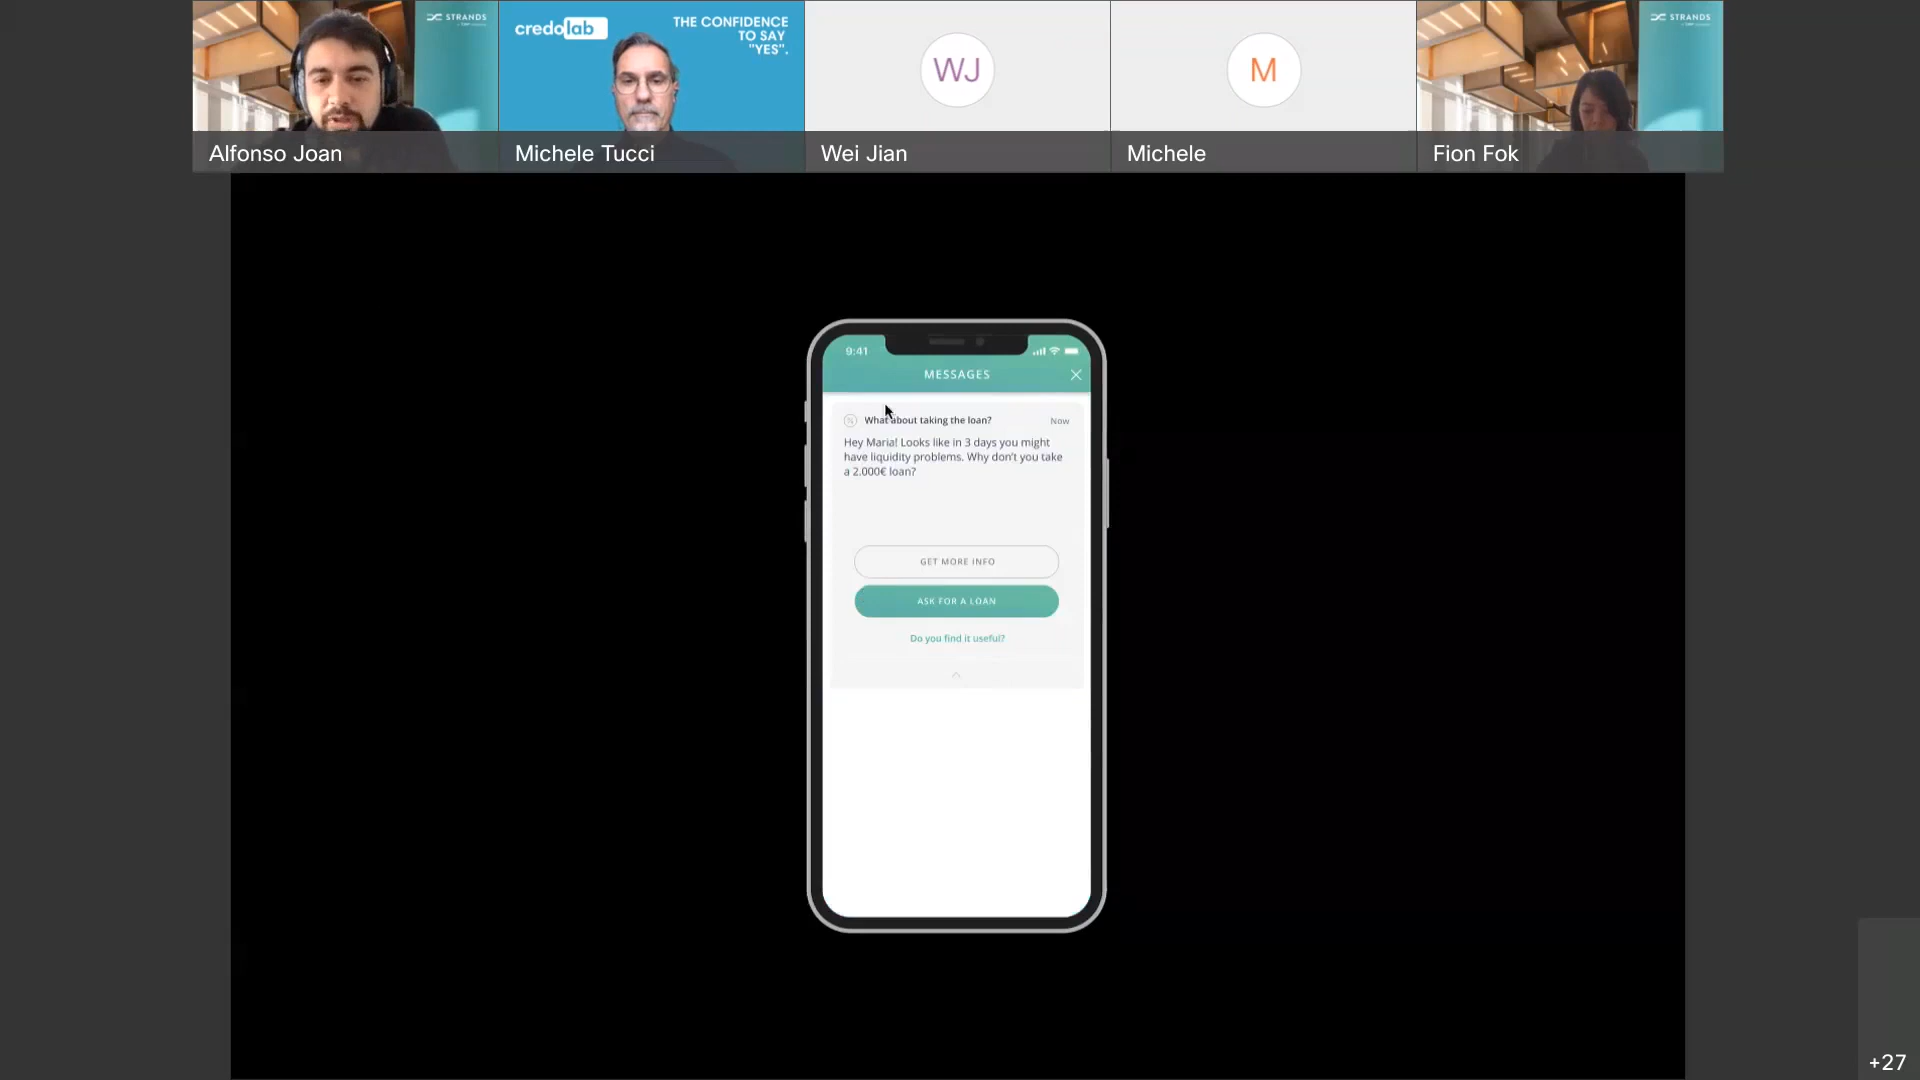 STRANDS
credolab
THE CONFIDENCE
TO SAY
"YES".
WJ
M
STRANDS
Alfonso Joan
Michele Tucci
Wei Jian
Michele
Fion Fok
9:41
MESSAGES
What about taking the loan?
Now
Hey Maria! Looks like in 3 days you might
have liquidity problems. Why don't you take
a 2.000€ loan?
GET MORE INFO
ASK FOR A LOAN
Do you find it useful?
+27